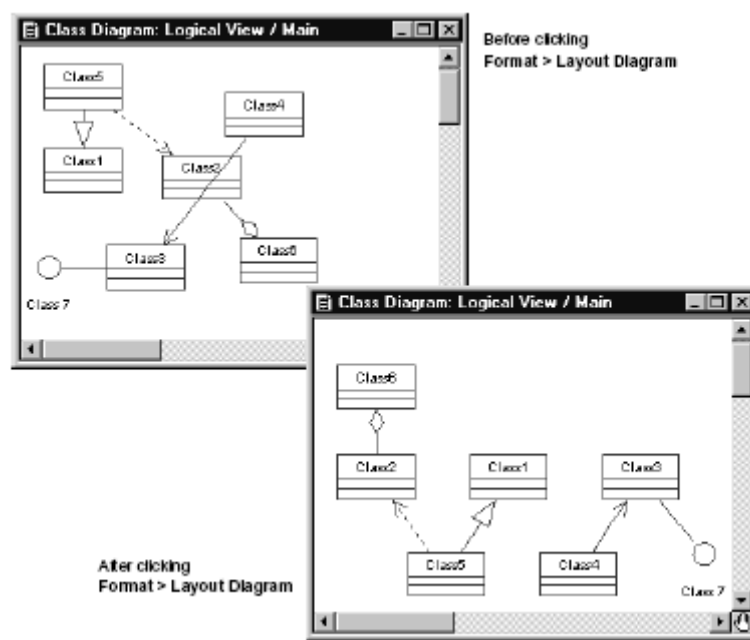 Class Diagram: Logical View / Main
Before clicking
Format > Layout Diagram
Class5
Class4
Class1
Class2
Class3
Class6
Class 7
Class Diagram: Logical View / Main
Class6
Class2
Class1
Class3
Class5
Class4
Class 7
After clicking
Format > Layout Diagram